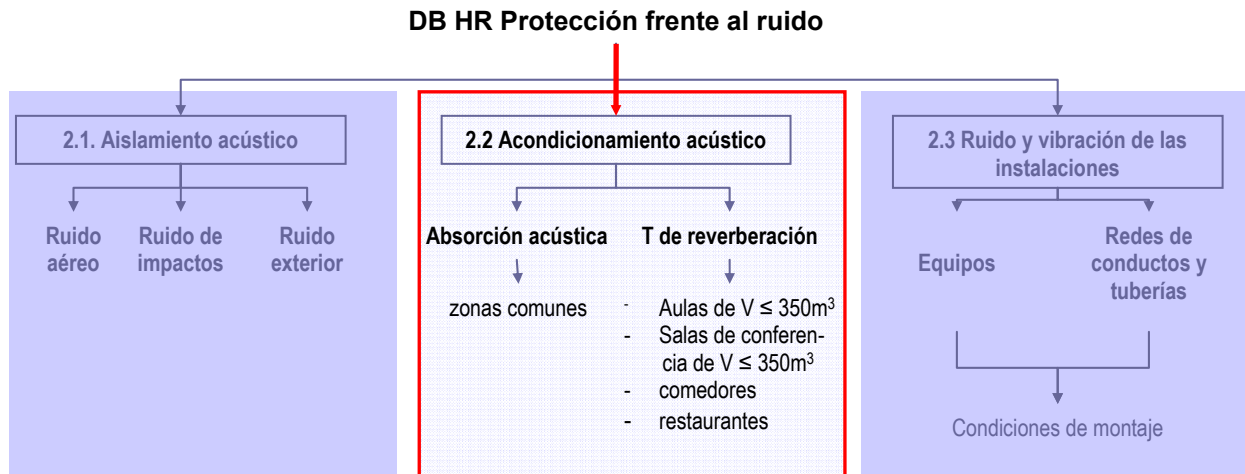 DB HR Protección frente al ruido
2.1. Aislamiento acústico
Ruido
aéreo
Ruido de
impactos
Ruido
exterior
2.2 Acondicionamiento acústico
Absorción acústica
zonas comunes
T de reverberación
- Aulas de V ≤ 350m³
- Salas de conferen-
cia de V ≤ 350m³
- comedores
- restaurantes
2.3 Ruido y vibración de las
instalaciones
Equipos
Redes de
conductos y
tuberías
Condiciones de montaje